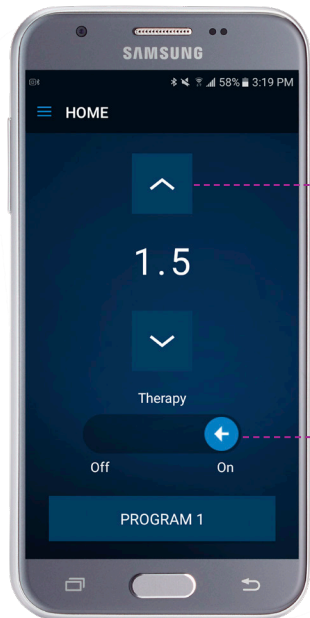 SAMSUNG
58% 3:19 PM
HOME
1.5
Therapy
Off On
PROGRAM 1